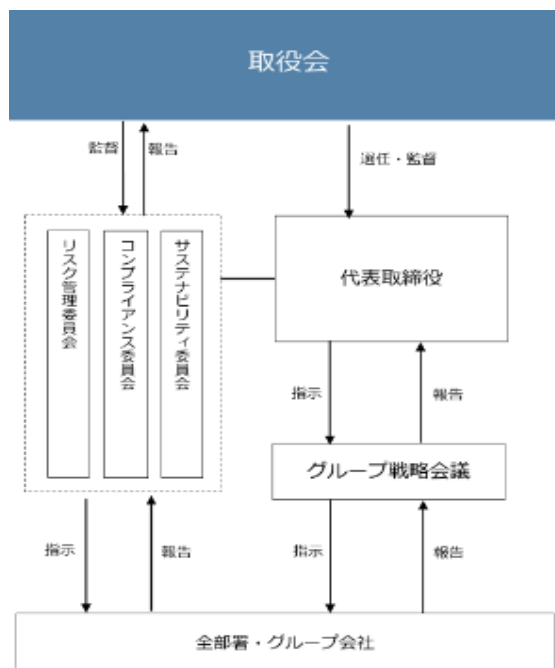 取役会
監督
報告
選任・監督
リスク管理委員会
コンプライアンス委員会
サステナビリティ委員会
代表取締役
指示
報告
グループ戦略会議
指示
報告
指示
報告
全部署・グループ会社